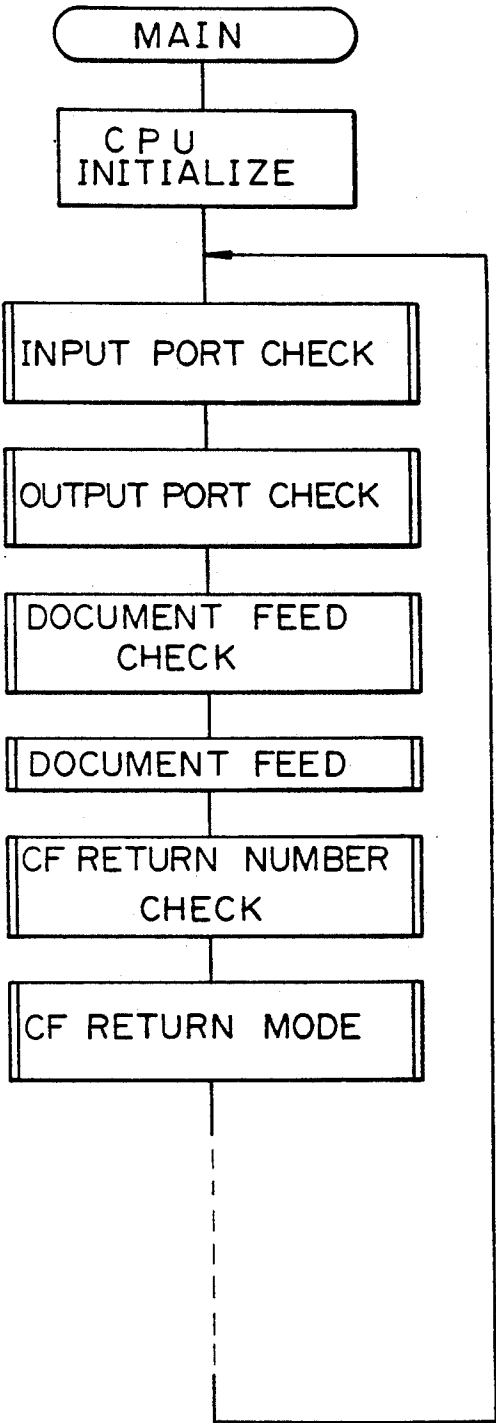 MAIN
CPU
INITIALIZE
INPUT PORT CHECK
OUTPUT PORT CHECK
DOCUMENT FEED
CHECK
DOCUMENT FEED
CF RETURN NUMBER
CHECK
CF RETURN MODE